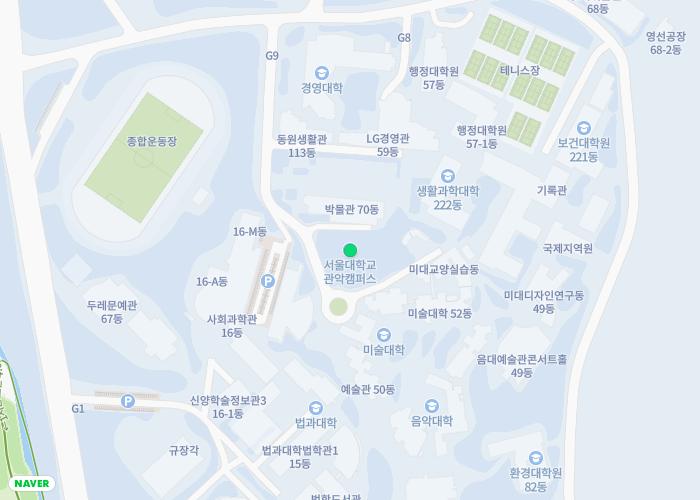 68동
영선공장
68-2동
G8
G9
행정대학원
57동
테니스장
경영대학
종합운동장
동원생활관
113동
LG경영관
59동
행정대학원
57-1동
보건대학원
221동
생활과학대학
222동
기록관
박물관 70동
16-M동
국제지역원
서울대학교
관악캠퍼스
미대교양실습동
16-A동
P
미대디자인연구동
49동
두레문예관
67동
사회과학관
16동
미술대학 52동
미술대학
음대예술관콘서트홀
49동
예술관 50동
G1
P
신양학술정보관3
16-1동
법과대학
음악대학
규장각
법과대학법학관1
15동
환경대학원
82동
NAVER
법학도서관